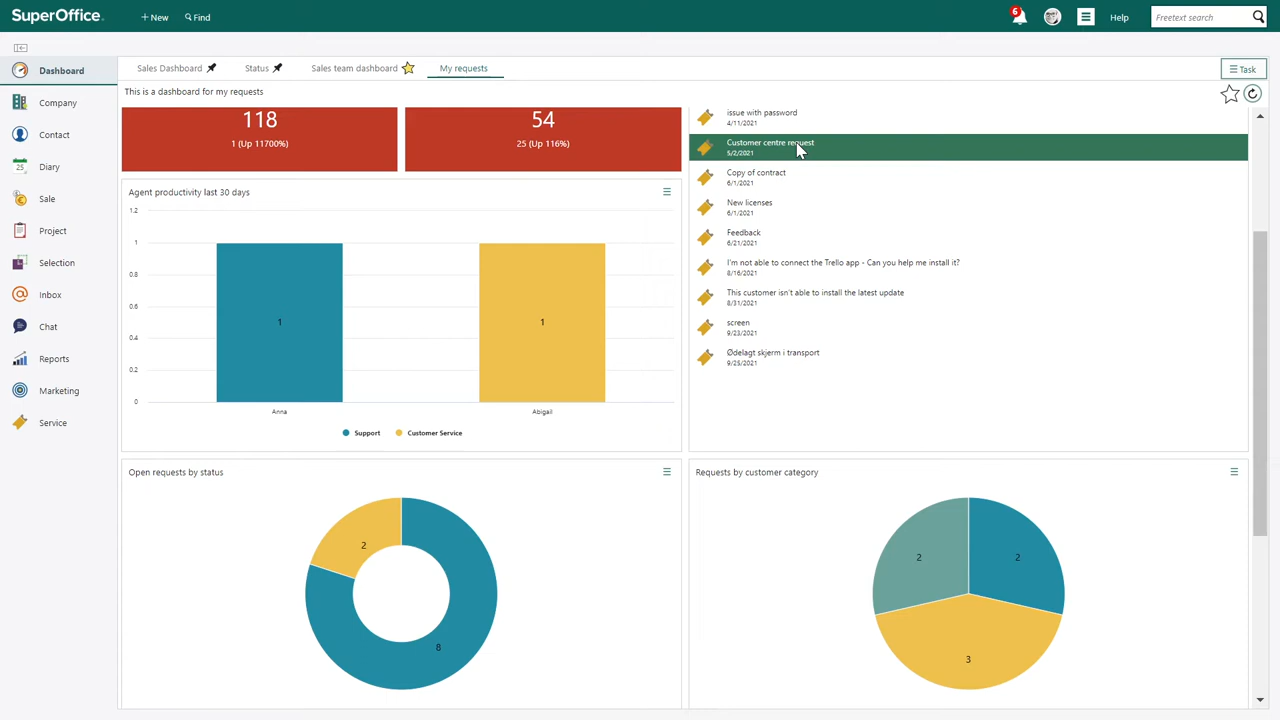 SuperOffice
+ New
Find
6
Help
Freetext search
Dashboard
Company
Contact
25
Diary
Sale
Project
Selection
Inbox
Chat
Reports
Marketing
Service
Sales Dashboard
Status
Sales team dashboard
My requests
Task
This is a dashboard for my requests
118
1 (Up 11700%)
54
25 (Up 116%)
Agent productivity last 30 days
1.2
1
0.8
0.6
0.4
0.2
0
1
1
Anna
Abigail
Support
Customer Service
issue with password
4/11/2021
Customer centre request
5/2/2021
Copy of contract
6/1/2021
New licenses
6/1/2021
Feedback
6/21/2021
I'm not able to connect the Trello app - Can you help me install it?
8/16/2021
This customer isn't able to install the latest update
8/31/2021
screen
9/23/2021
Ødelagt skjerm i transport
9/25/2021
Open requests by status
2
8
Requests by customer category
2
2
3